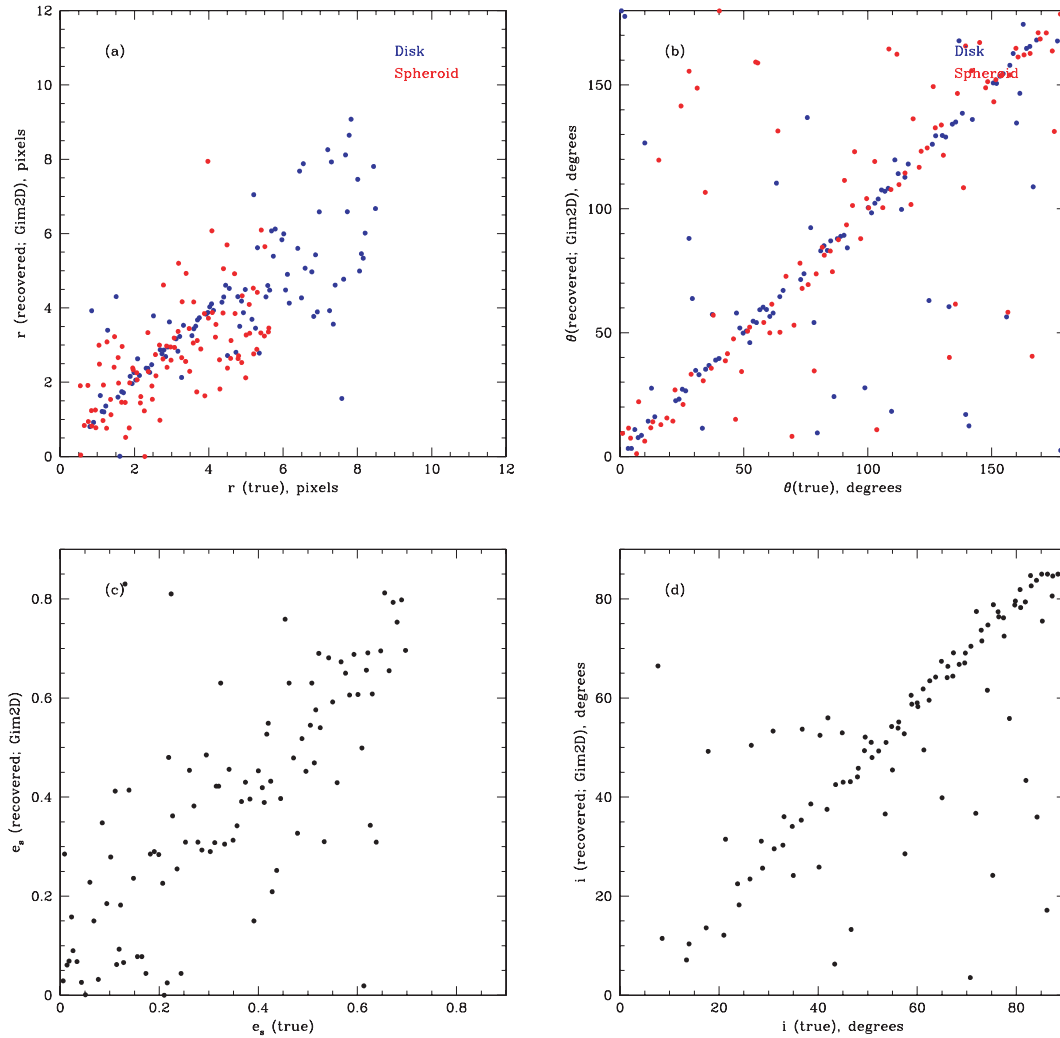 12
10
8
6
4
2
0
r (recovered; Gim2D), pixels
(a)
Disk
Spheroid
0 2 4 6 8 10 12
r (true), pixels
150
100
50
0
θ(recovered; Gim2D), degrees
(b)
Disk
Spheroid
0 50 100 150
θ(true), degrees
0.8
0.6
0.4
0.2
0
e_s (recovered; Gim2D)
(c)
0 0.2 0.4 0.6 0.8
e_s (true)
80
60
40
20
0
i (recovered; Gim2D), degrees
(d)
0 20 40 60 80
i (true), degrees